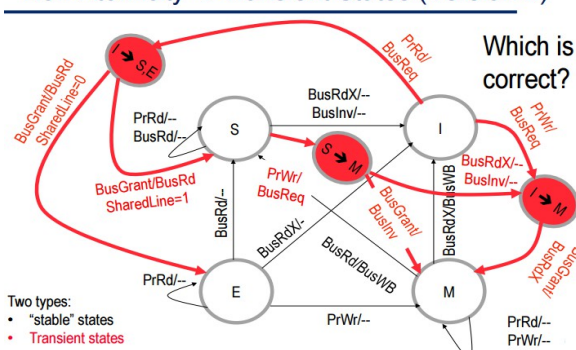 Which is
correct?
I → S,E
PrRd/
BusReq
BusGrant/BusRd
SharedLine=0
PrRd/--
BusRd/--
S
BusRdX/--
BusInv/--
I
PrWr/
BusReq
S → M
BusRdX/--
BusInv/--
BusGrant/BusRd
SharedLine=1
PrWr/
BusReq
I → M
BusRd/--
BusRdX/-
BusGrant/
BusInv
BusRdX/BusWB
BusGrant/
BusRdX
BusRd/BusWB
PrRd/--
E
M
PrWr/--
Two types:
• "stable" states
• Transient states
PrRd/--
PrWr/--